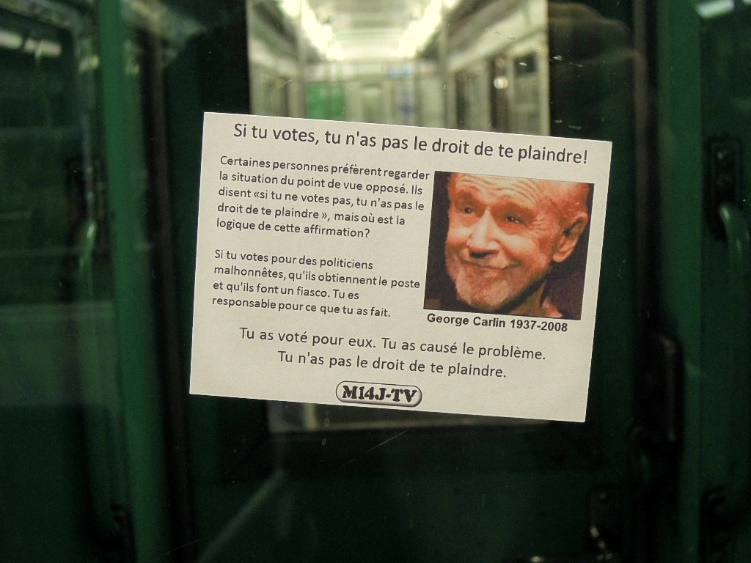 Si tu votes, tu n'as pas le droit de te plaindre!
Certaines personnes préfèrent regarder
la situation du point de vue opposé. Ils
disent «si tu ne votes pas, tu n'as pas le
droit de te plaindre », mais où est la
logique de cette affirmation?
Si tu votes pour des politiciens
malhonnêtes, qu'ils obtiennent le poste
et qu'ils font un fiasco. Tu es
responsable pour ce que tu as fait.
George Carlin 1937-2008
Tu as voté pour eux. Tu as causé le problème.
Tu n'as pas le droit de te plaindre.
M14J-TV